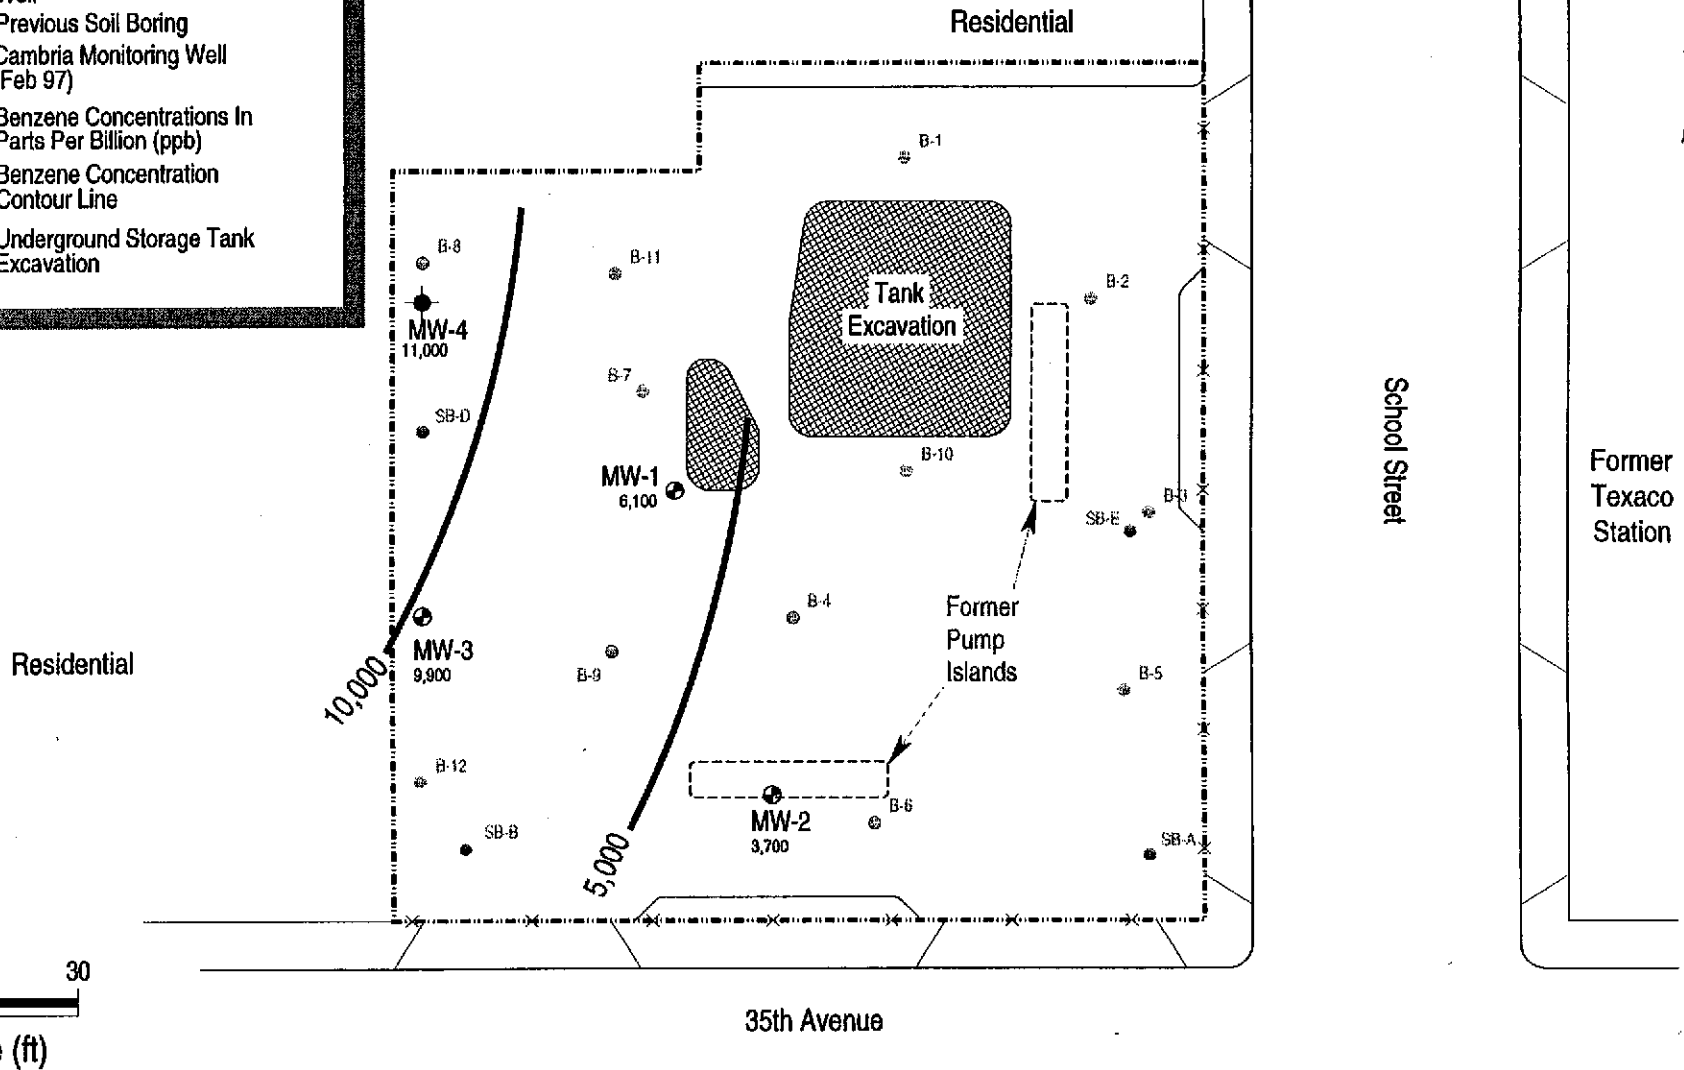 Previous Soil Boring
Cambria Monitoring Well
(Feb 97)
Benzene Concentrations In
Parts Per Billion (ppb)
Benzene Concentration
Contour Line
Underground Storage Tank
Excavation
Residential
B-1
B-8
B-11
B-2
Tank
Excavation
MW-4
11,000
B-7
SB-D
B-10
MW-1
6,100
B-3
SB-E
School Street
Former
Texaco
Station
B-4
Former
Pump
Islands
MW-3
9,900
Residential
B-9
B-5
10,000
B-12
B-6
MW-2
3,700
SB-B
SB-A
5,000
30
(ft)
35th Avenue